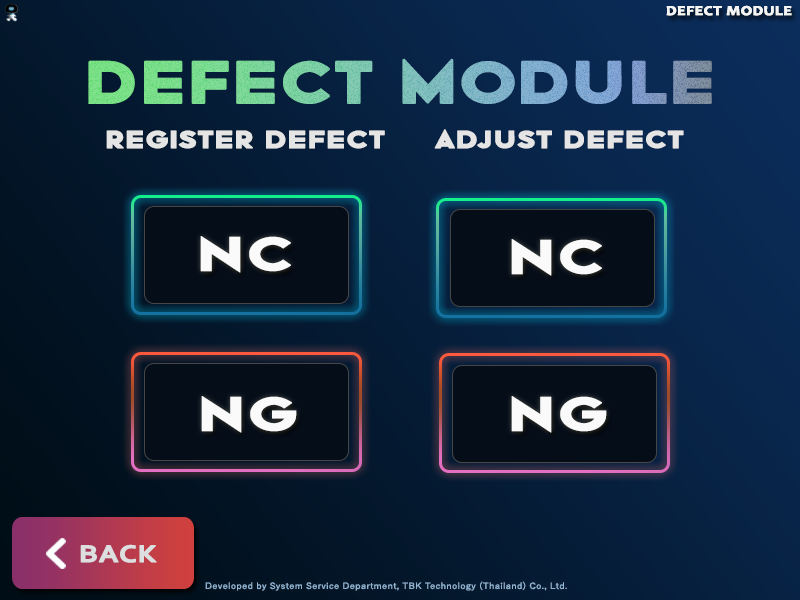 DEFECT MODULE
DEFECT MODULE
REGISTER DEFECT
ADJUST DEFECT
NC
NC
NG
NG
BACK
Developed by System Service Department, TBK Technology (Thailand) Co., Ltd.